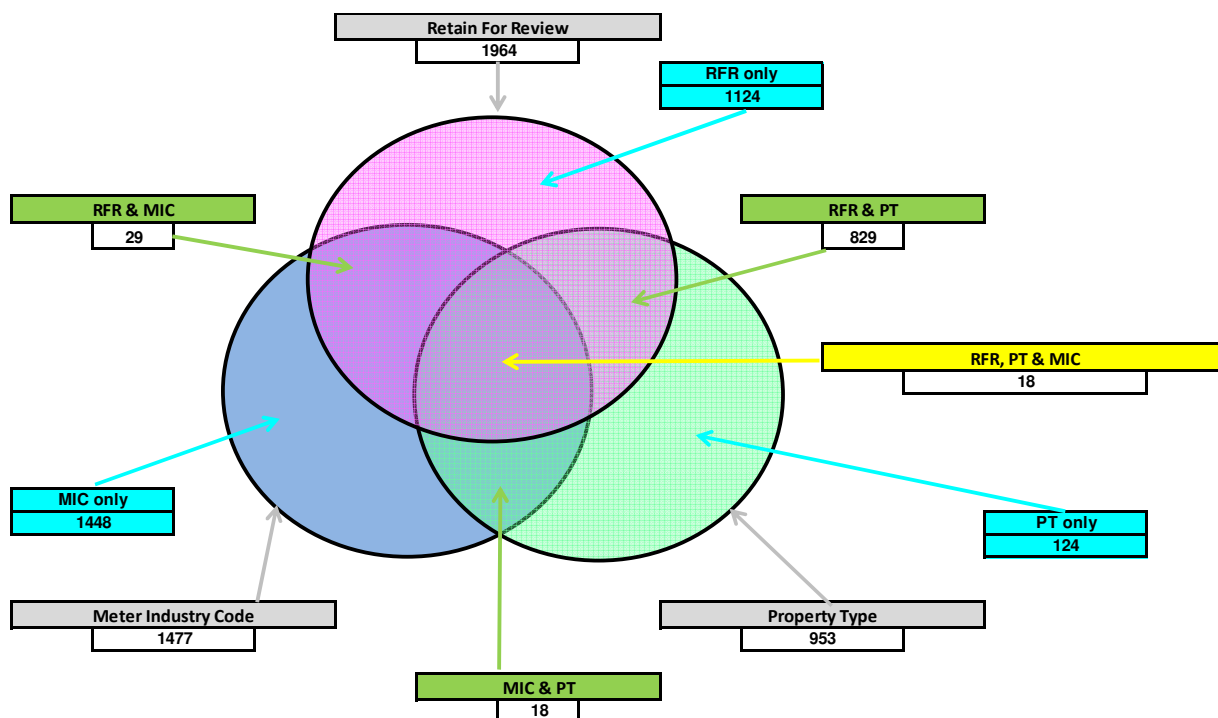 Retain For Review
1964
RFR only
1124
RFR & MIC
29
RFR & PT
829
RFR, PT & MIC
18
MIC only
1448
PT only
124
Meter Industry Code
1477
Property Type
953
MIC & PT
18